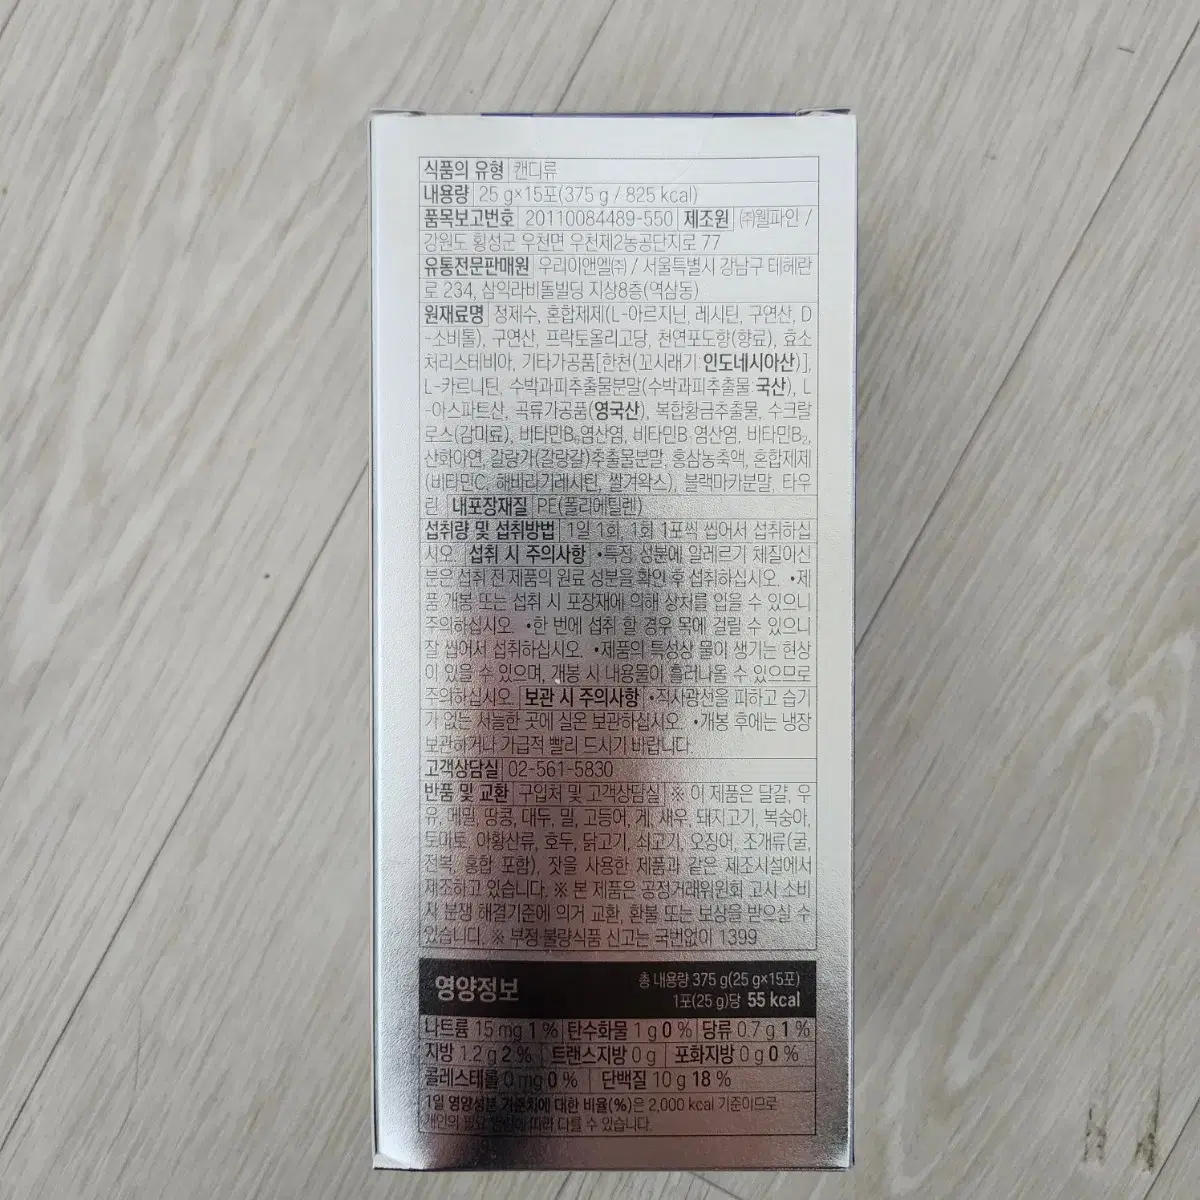 식품의 유형 캔디류
내용량 25 g×15포(375 g / 825 kcal)
품목보고번호 20110084489-550 제조원 ㈜웰파인 /
강원도 횡성군 우천면 우천제2농공단지로 77
유통전문판매원 우리이앤엘㈜ / 서울특별시 강남구 테헤란
로 234, 삼익라비돌빌딩 지상8층(역삼동)
원재료명 정제수, 혼합제제(L-아르지닌, 레시틴, 구연산, D
-소비톨), 구연산, 프락토올리고당, 천연포도향(향료), 효소
처리스테비아, 기타가공품[한천(꼬시래기:인도네시아산)],
L-카르니틴, 수박과피추출물분말(수박과피추출물:국산), L
-아스파트산, 곡류가공품(영국산), 복합황금추출물, 수크랄
로스(감미료), 비타민B₆염산염, 비타민B 염산염, 비타민B₂,
산화아연, 갈랑가(갈랑갈)추출물분말, 홍삼농축액, 혼합제제
(비타민C, 해바라기레시틴, 쌀겨왁스), 블랙마카분말, 타우
린 내포장재질 PE(폴리에틸렌)
섭취량 및 섭취방법 1일 1회, 1회 1포씩 씹어서 섭취하십
시오. 섭취 시 주의사항 •특정 성분에 알레르기 체질이신
분은 섭취 전 제품의 원료 성분을 확인 후 섭취하십시오. •제
품 개봉 또는 섭취 시 포장재에 의해 상처를 입을 수 있으니
주의하십시오. •한 번에 섭취 할 경우 목에 걸릴 수 있으니
잘 씹어서 섭취하십시오. •제품의 특성상 물이 생기는 현상
이 있을 수 있으며, 개봉 시 내용물이 흘러나올 수 있으므로
주의하십시오. 보관 시 주의사항 •직사광선을 피하고 습기
가 없는 서늘한 곳에 실온 보관하십시오. •개봉 후에는 냉장
보관하거나 가급적 빨리 드시기 바랍니다.
고객상담실 02-561-5830
반품 및 교환 구입처 및 고객상담실 ※ 이 제품은 달걀, 우
유, 메밀, 땅콩, 대두, 밀, 고등어, 게, 새우, 돼지고기, 복숭아,
토마토, 아황산류, 호두, 닭고기, 쇠고기, 오징어, 조개류(굴,
전복, 홍합 포함), 잣을 사용한 제품과 같은 제조시설에서
제조하고 있습니다. ※ 본 제품은 공정거래위원회 고시 소비
자 분쟁 해결기준에 의거 교환, 환불 또는 보상을 받으실 수
있습니다. ※ 부정·불량식품 신고는 국번없이 1399
영양정보
총 내용량 375 g(25 g×15포)
1포(25 g)당 55 kcal
나트륨 15 mg 1 % 탄수화물 1 g 0 % 당류 0.7 g 1 %
지방 1.2 g 2 % 트랜스지방 0 g 포화지방 0 g 0 %
콜레스테롤 0 mg 0 % 단백질 10 g 18 %
1일 영양성분 기준치에 대한 비율(%)은 2,000 kcal 기준이므로
개인의 필요 열량에 따라 다를 수 있습니다.